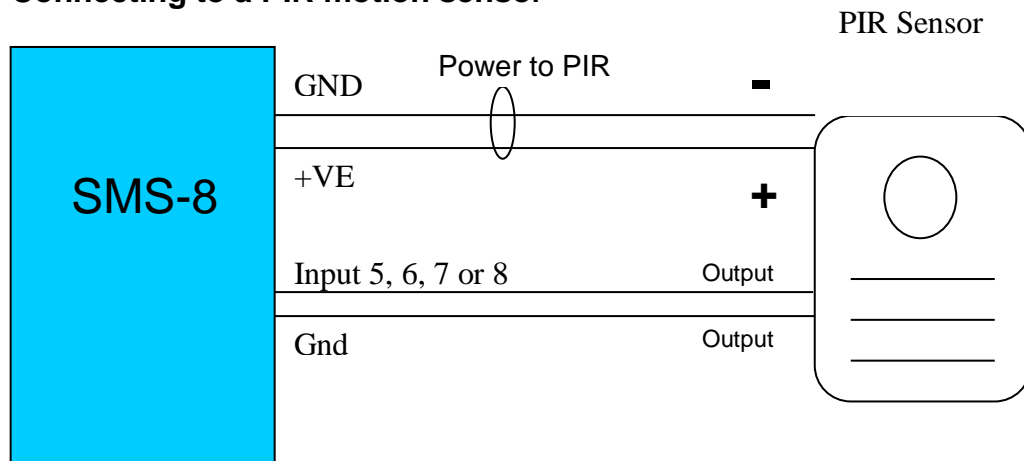 Connecting to a PIR motion sensor
PIR Sensor
Power to PIR
GND
-
+VE
+
SMS-8
Input 5, 6, 7 or 8
Output
Gnd
Output